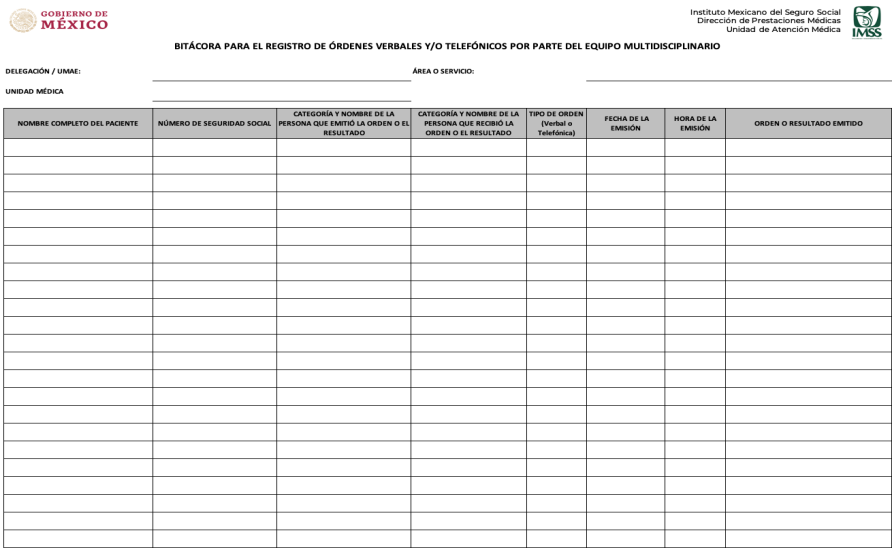 GOBIERNO DE
MÉXICO
Instituto Mexicano del Seguro Social
Dirección de Prestaciones Médicas
Unidad de Atención Médica
IMSS
BITÁCORA PARA EL REGISTRO DE ÓRDENES VERBALES Y/O TELEFÓNICOS POR PARTE DEL EQUIPO MULTIDISCIPLINARIO
DELEGACIÓN / UMAE:
ÁREA O SERVICIO:
UNIDAD MÉDICA
NOMBRE COMPLETO DEL PACIENTE
NÚMERO DE SEGURIDAD SOCIAL
CATEGORÍA Y NOMBRE DE LA
PERSONA QUE EMITIÓ LA ORDEN O EL
RESULTADO
CATEGORÍA Y NOMBRE DE LA
PERSONA QUE RECIBIÓ LA
ORDEN O EL RESULTADO
TIPO DE ORDEN
(Verbal o
Telefónica)
FECHA DE LA
EMISIÓN
HORA DE LA
EMISIÓN
ORDEN O RESULTADO EMITIDO